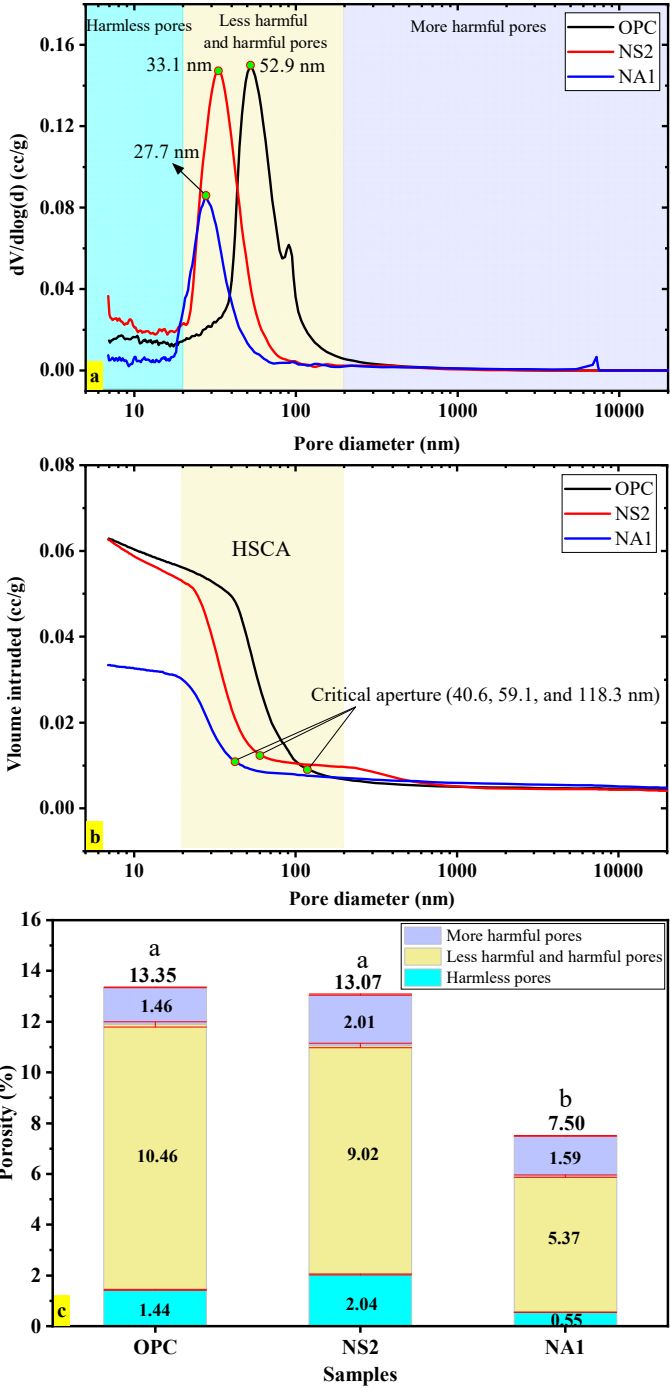 Harmless pores
Less harmful
and harmful pores
More harmful pores
OPC
NS2
NA1
33.1 nm
52.9 nm
27.7 nm
0.16
0.12
0.08
0.04
0.00
dV/dlog(d) (cc/g)
a
10
100
1000
10000
Pore diameter (nm)
0.08
0.06
0.04
0.02
0.00
Vloume intruded (cc/g)
HSCA
OPC
NS2
NA1
Critical aperture (40.6, 59.1, and 118.3 nm)
b
10
100
1000
10000
Pore diameter (nm)
16
14
12
10
8
6
4
2
0
Porosity (%)
More harmful pores
Less harmful and harmful pores
Harmless pores
a
13.35
1.46
10.46
1.44
a
13.07
2.01
9.02
2.04
b
7.50
1.59
5.37
0.55
c
OPC
NS2
NA1
Samples